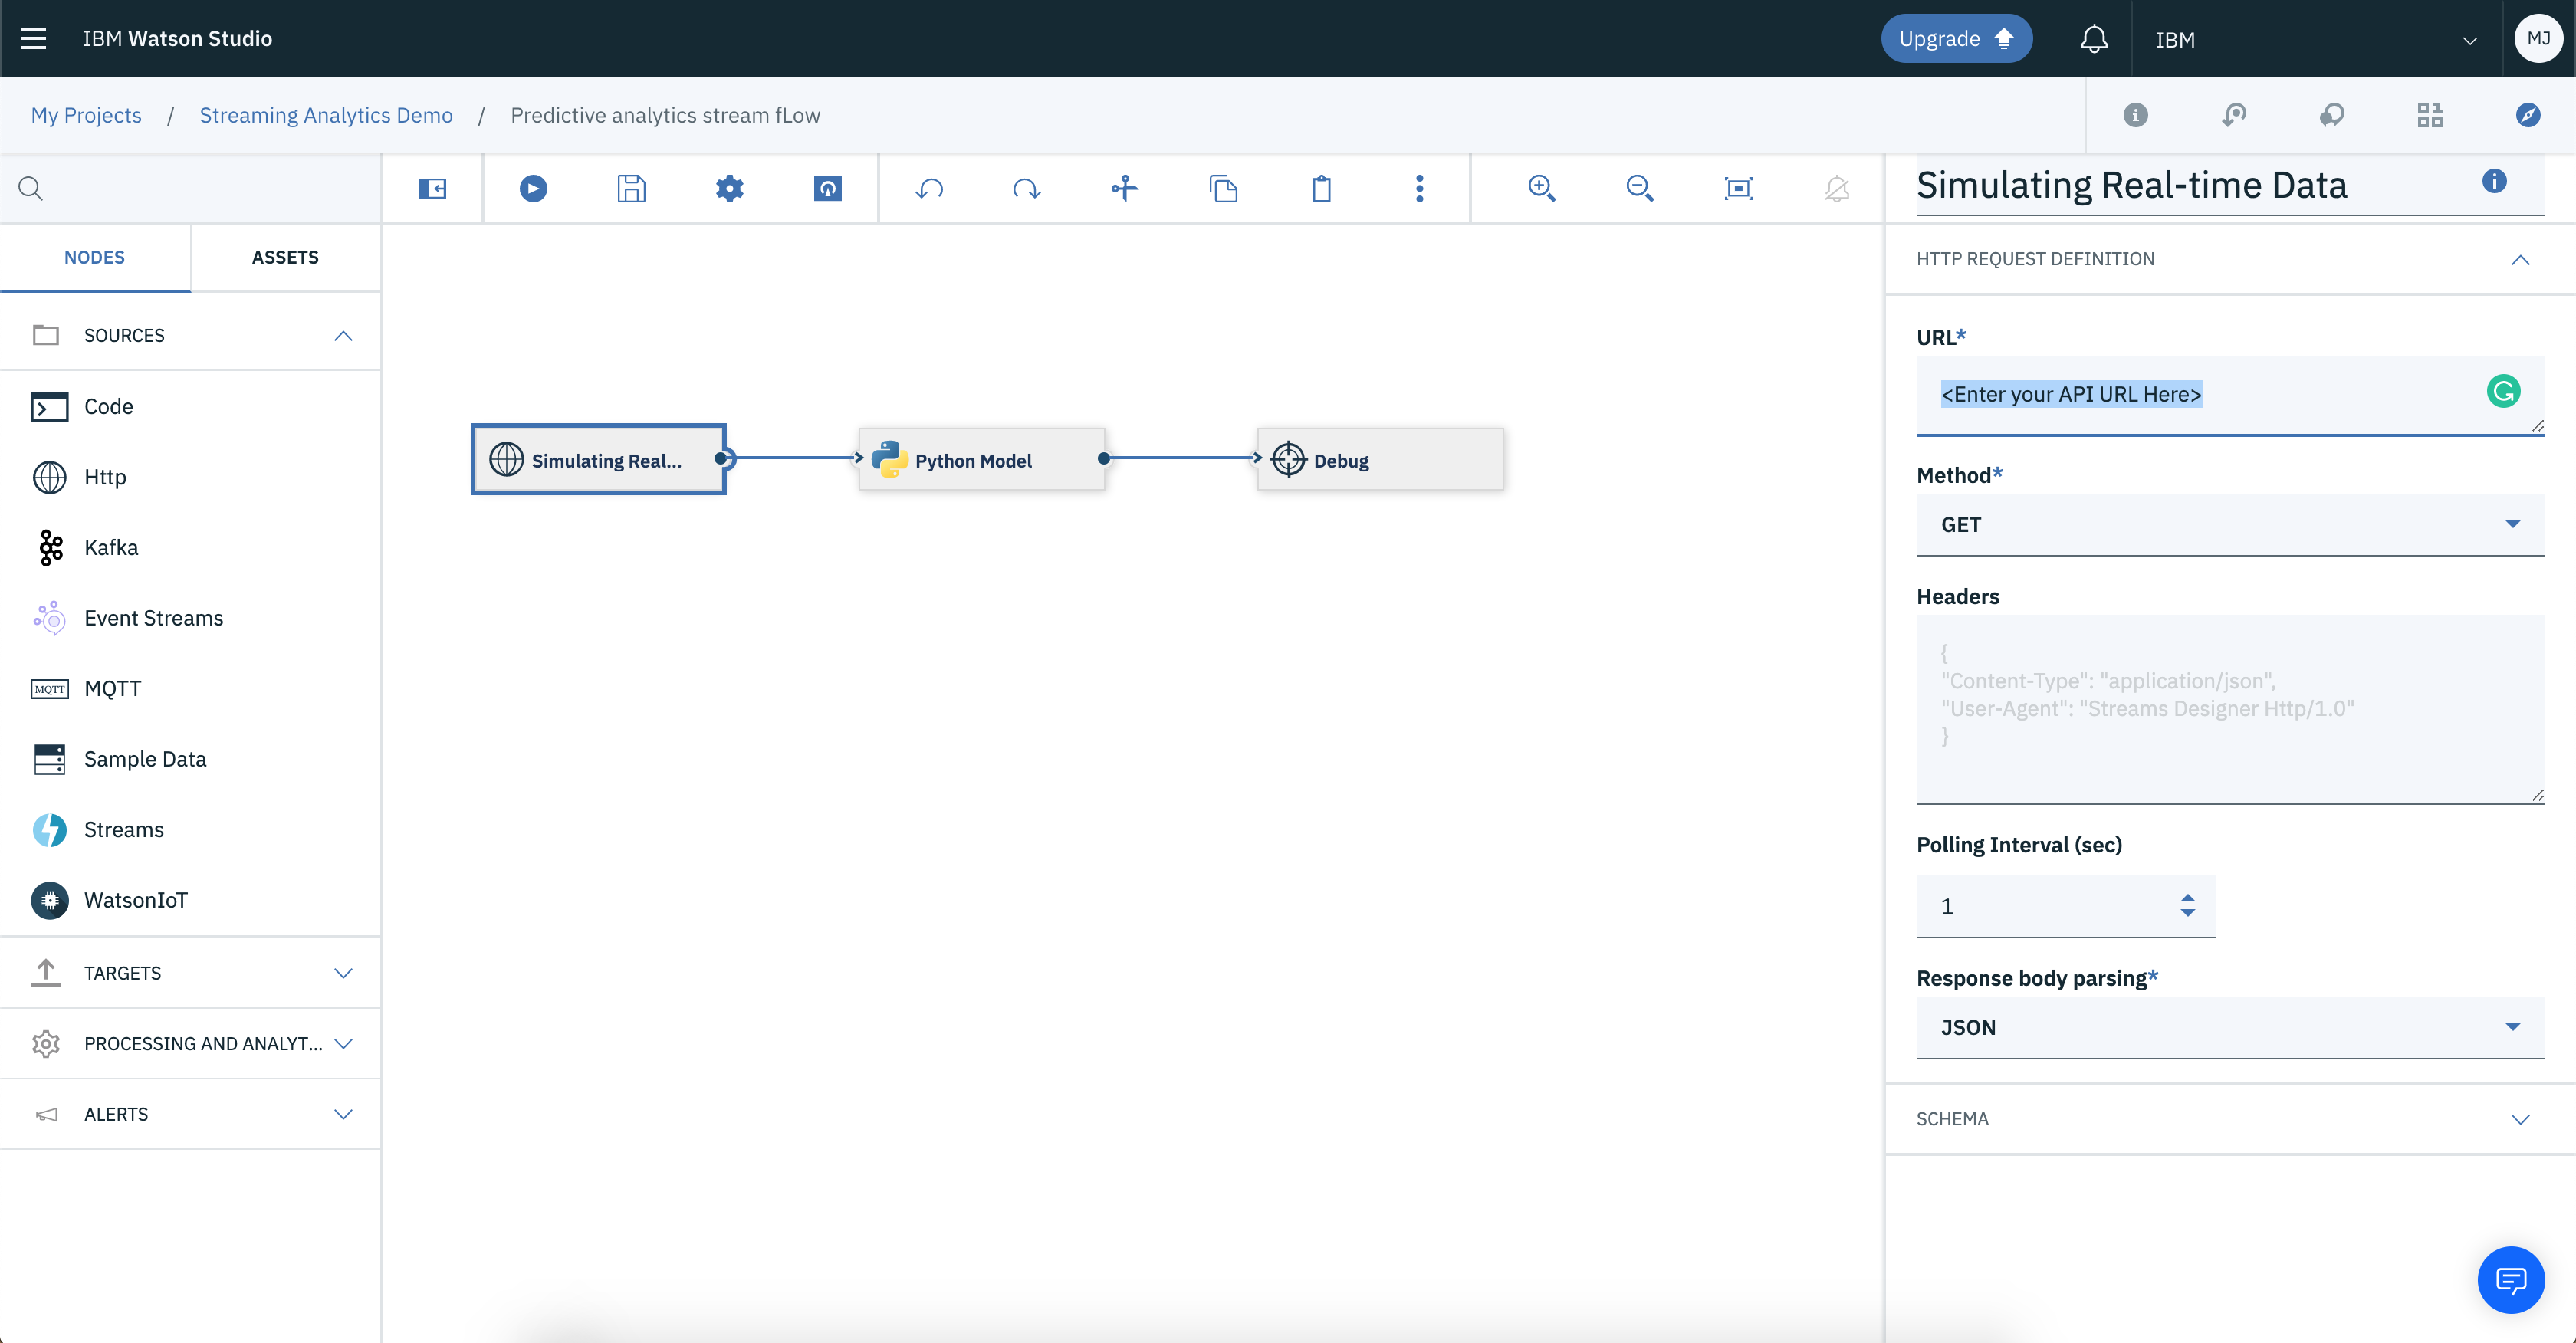 IBM Watson Studio
Upgrade
IBM
MJ
My Projects / Streaming Analytics Demo / Predictive analytics stream fLow
Simulating Real-time Data
NODES
ASSETS
SOURCES
Code
Http
Kafka
Event Streams
MQTT
MQTT
Sample Data
Streams
WatsonIoT
TARGETS
PROCESSING AND ANALYT...
ALERTS
Simulating Real...
Python Model
Debug
HTTP REQUEST DEFINITION
URL*
<Enter your API URL Here>
Method*
GET
Headers
{
"Content-Type": "application/json",
"User-Agent": "Streams Designer Http/1.0"
}
Polling Interval (sec)
1
Response body parsing*
JSON
SCHEMA